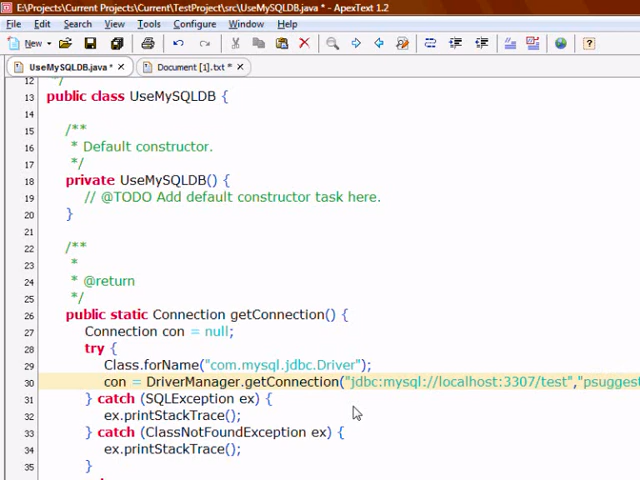 E:\Projects\Current Projects\Current\TestProject\src\UseMySQLDB.java * - ApexText 1.2
File Edit Search View Tools Configure Window Help
New
UseMySQLDB.java * Document [1].txt *
12 */
13 public class UseMySQLDB {
14
15 /**
16 * Default constructor.
17 */
18 private UseMySQLDB() {
19 // @TODO Add default constructor task here.
20 }
21
22 /**
23 *
24 * @return
25 */
26 public static Connection getConnection() {
27 Connection con = null;
28 try {
29 Class.forName("com.mysql.jdbc.Driver");
30 con = DriverManager.getConnection("jdbc:mysql://localhost:3307/test","psuggest
31 } catch (SQLException ex) {
32 ex.printStackTrace();
33 } catch (ClassNotFoundException ex) {
34 ex.printStackTrace();
35 }